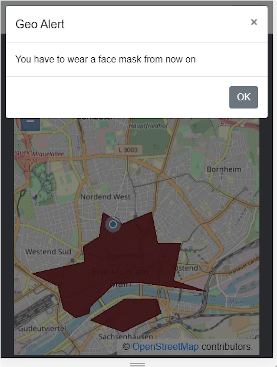 Geo Alert ×
You have to wear a face mask from now on
OK
L 3003
Bornheim
Nordend West
Westend Süd
Ostend
Gutleutviertel
Sachsenhausen
© OpenStreetMap contributors.